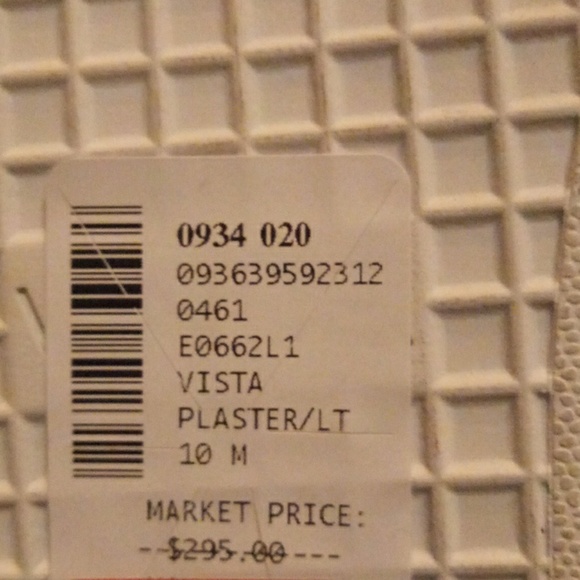 0934 020
093639592312
0461
E0662L1
VISTA
PLASTER/LT
10 M
MARKET PRICE:
--$295.00---